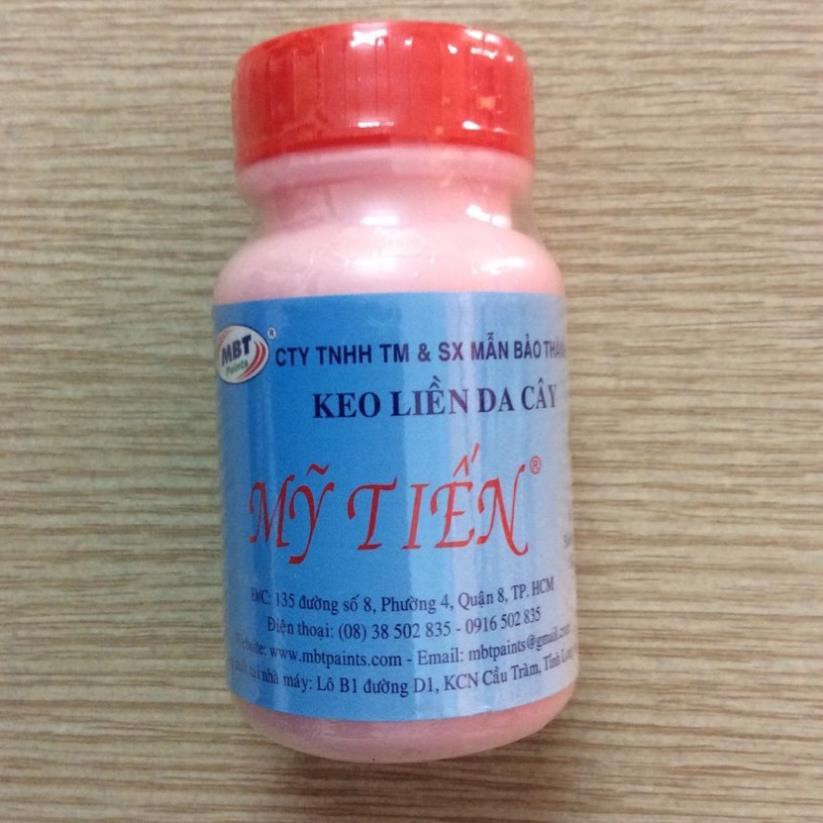 MBT
Paints
®
CTY TNHH TM & SX MẪN BẢO
KEO LIỀN DA CÂY
MỸ TIẾN®
135 đường số 8, Phường 4, Quận 8, TP. HCM
Điện thoại: (08) 38 502 835 - 0916 502 835
Website: www.mbtpaints.com - Email: mbtpaints@gmail.com
nhà máy: Lô B1 đường D1, KCN Cầu Tràm, Tỉnh